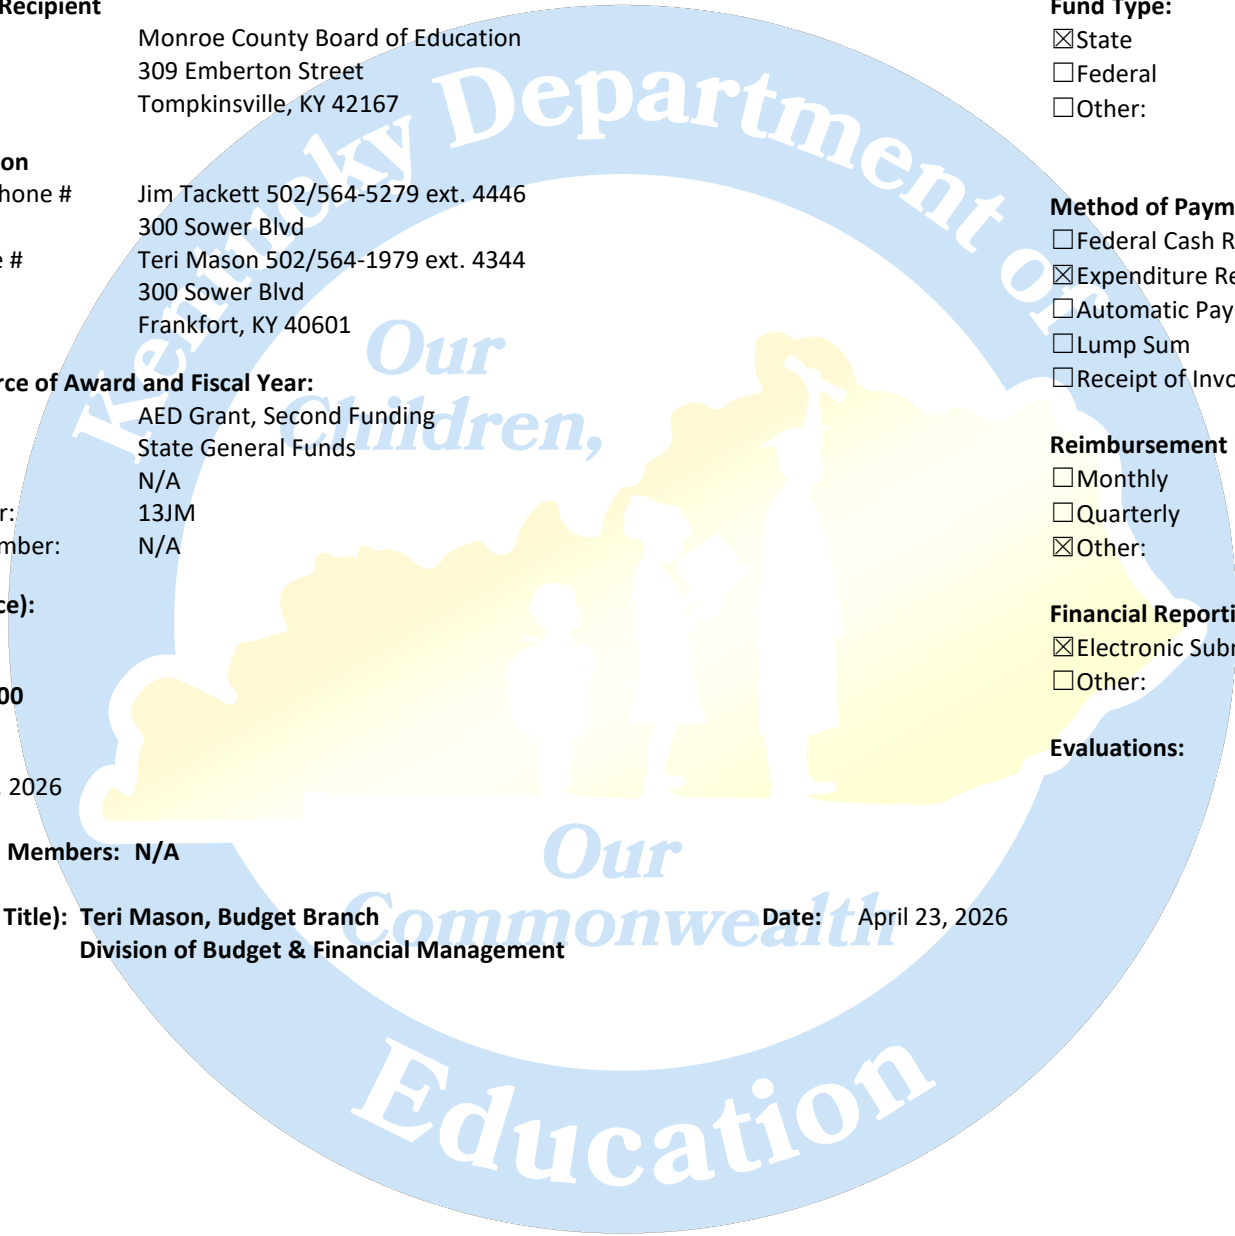 Recipient
Monroe County Board of Education
309 Emberton Street
Tompkinsville, KY 42167
on
hone # Jim Tackett 502/564-5279 ext. 4446
300 Sower Blvd
e # Teri Mason 502/564-1979 ext. 4344
300 Sower Blvd
Frankfort, KY 40601
rce of Award and Fiscal Year:
AED Grant, Second Funding
State General Funds
N/A
r: 13JM
mber: N/A
ce):
00
, 2026
Members: N/A
Title): Teri Mason, Budget Branch Date: April 23, 2026
Division of Budget & Financial Management
Fund Type:
☒State
☐Federal
☐Other:
Method of Paym
☐Federal Cash R
☒Expenditure Re
☐Automatic Pay
☐Lump Sum
☐Receipt of Invo
Reimbursement
☐Monthly
☐Quarterly
☒Other:
Financial Reporti
☒Electronic Subm
☐Other:
Evaluations:
Kentucky Department of
Education
Our
Children,
Our
Commonwealth